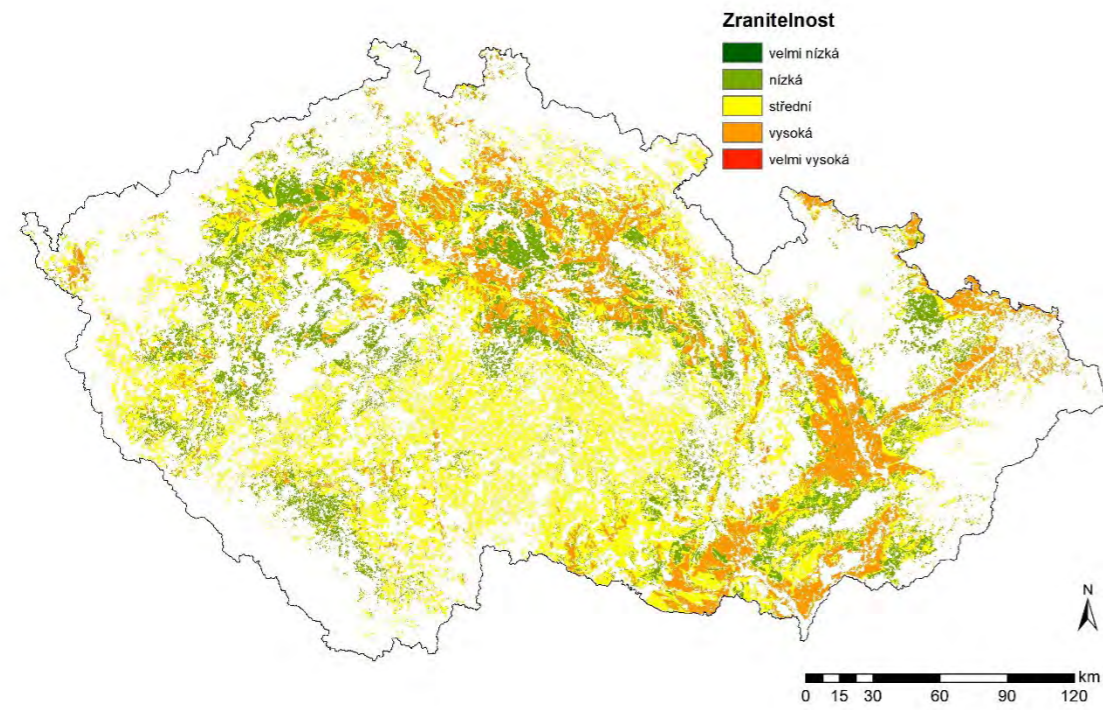 Zranitelnost
velmi nízká
nízká
střední
vysoká
velmi vysoká
N
km
0 15 30 60 90 120